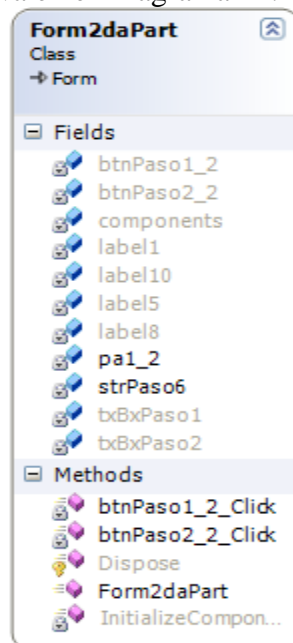 Form2daPart
Class
Form
Fields
btnPaso1_2
btnPaso2_2
components
label1
label10
label5
label8
pa1_2
strPaso6
txBxPaso1
txBxPaso2
Methods
btnPaso1_2_Click
btnPaso2_2_Click
Dispose
Form2daPart
InitializeCompon...